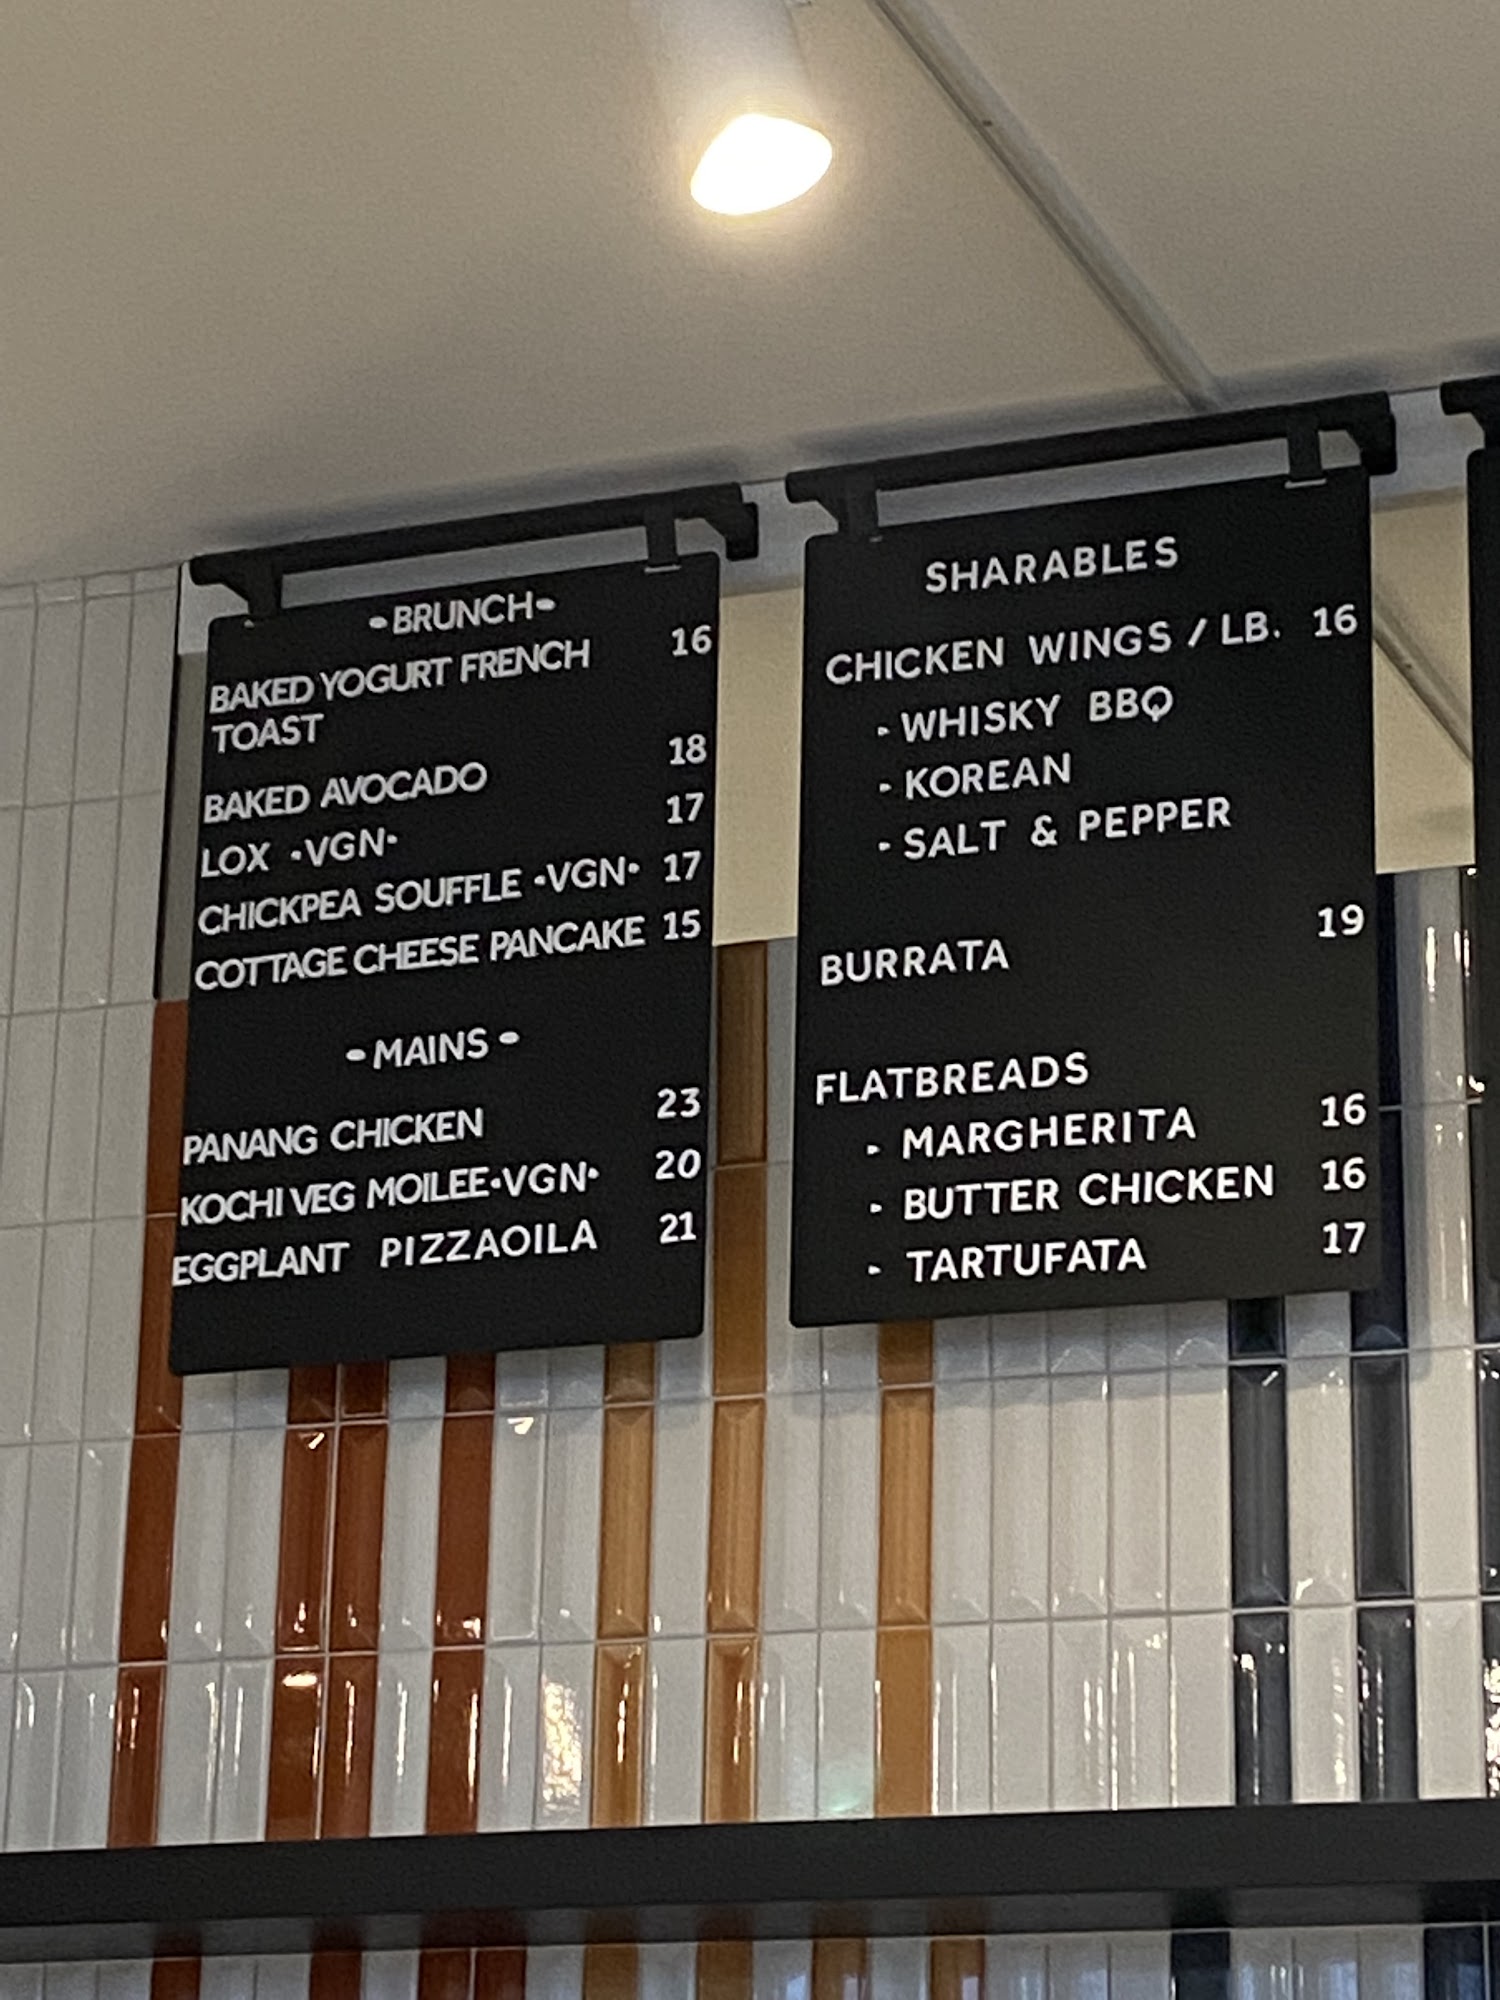 •BRUNCH•
BAKED YOGURT FRENCH 16
TOAST
BAKED AVOCADO 18
LOX •VGN• 17
CHICKPEA SOUFFLE •VGN• 17
COTTAGE CHEESE PANCAKE 15
•MAINS•
PANANG CHICKEN 23
KOCHI VEG MOILEE•VGN• 20
EGGPLANT PIZZAOILA 21
SHARABLES
CHICKEN WINGS / LB. 16
- WHISKY BBQ
- KOREAN
- SALT & PEPPER
BURRATA 19
FLATBREADS
- MARGHERITA 16
- BUTTER CHICKEN 16
- TARTUFATA 17